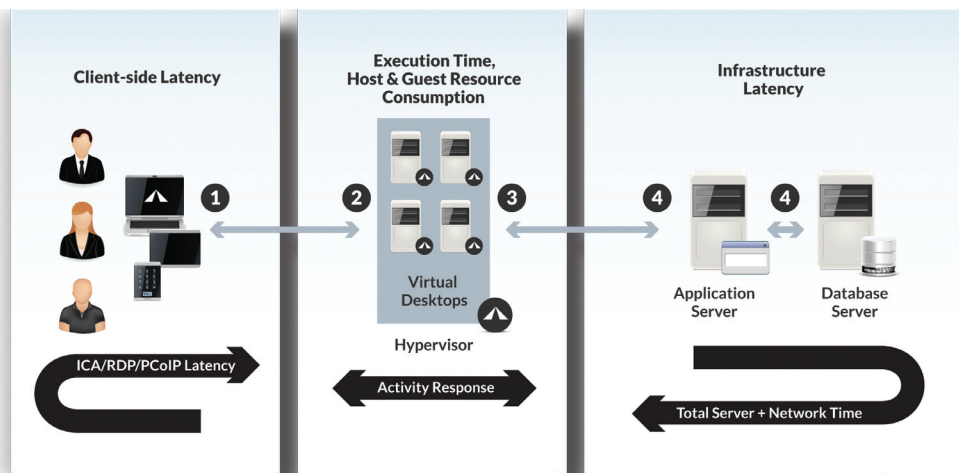 Client-side Latency
1
ICA/RDP/PCoIP Latency
Execution Time,
Host & Guest Resource
Consumption
2
3
Virtual
Desktops
Hypervisor
Activity Response
Infrastructure
Latency
4
4
Application
Server
Database
Server
Total Server + Network Time